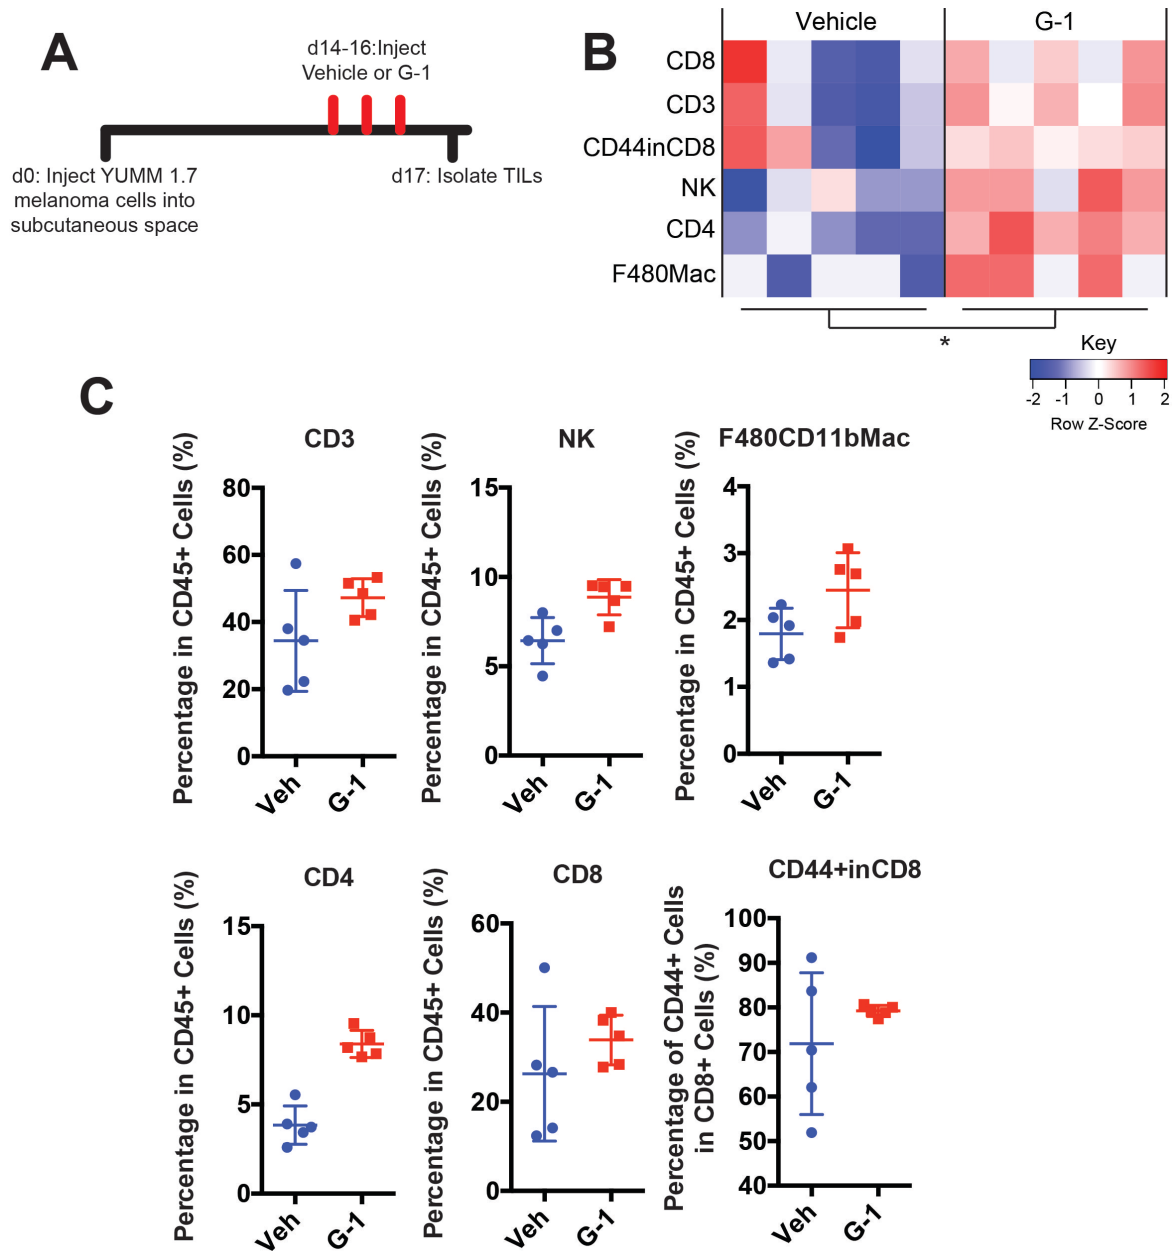 A
d14-16:Inject
Vehicle or G-1
d0: Inject YUMM 1.7
melanoma cells into
subcutaneous space
d17: Isolate TILs
B
Vehicle
G-1
CD8
CD3
CD44inCD8
NK
CD4
F480Mac
*
Key
-2 -1 0 1 2
Row Z-Score
C
CD3
Percentage in CD45+ Cells (%)
80
60
40
20
0
Veh
G-1
NK
Percentage in CD45+ Cells (%)
15
10
5
0
Veh
G-1
F480CD11bMac
Percentage in CD45+ Cells (%)
4
3
2
1
0
Veh
G-1
CD4
Percentage in CD45+ Cells (%)
15
10
5
0
Veh
G-1
CD8
Percentage in CD45+ Cells (%)
60
40
20
0
Veh
G-1
CD44+inCD8
Percentage of CD44+ Cells
in CD8+ Cells (%)
100
90
80
70
60
50
40
Veh
G-1